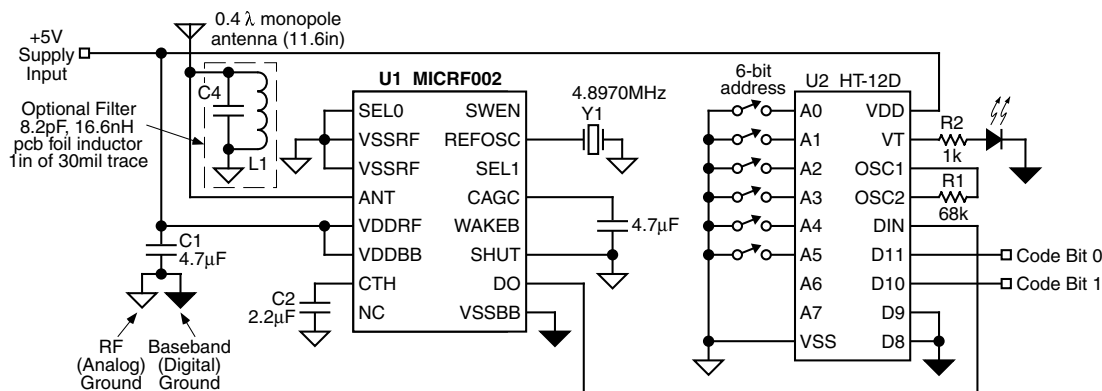 0.4 λ monopole
antenna (11.6in)
+5V
Supply
Input
Optional Filter
8.2pF, 16.6nH
pcb foil inductor
1in of 30mil trace
C4
L1
C1
4.7µF
RF
(Analog)
Ground
Baseband
(Digital)
Ground
C2
2.2µF
U1 MICRF002
SEL0
VSSRF
VSSRF
ANT
VDDRF
VDDBB
CTH
NC
SWEN
REFOSC
SEL1
CAGC
WAKEB
SHUT
DO
VSSBB
4.8970MHz
Y1
4.7µF
6-bit
address
U2 HT-12D
A0
A1
A2
A3
A4
A5
A6
A7
VSS
VDD
VT
OSC1
OSC2
DIN
D11
D10
D9
D8
R2
1k
R1
68k
Code Bit 0
Code Bit 1